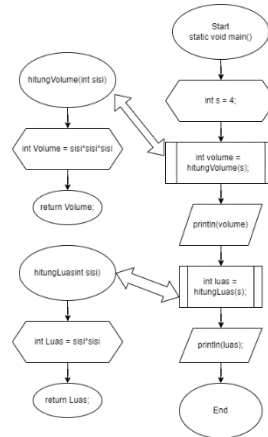 Start
static void main()
int s = 4;
int volume =
hitungVolume(s);
println(volume)
int luas =
hitungLuas(s);
println(luas);
End
hitungVolume(int sisi)
int Volume = sisi*sisi*sisi
return Volume;
hitungLuasint sisi)
int Luas = sisi*sisi
return Luas;